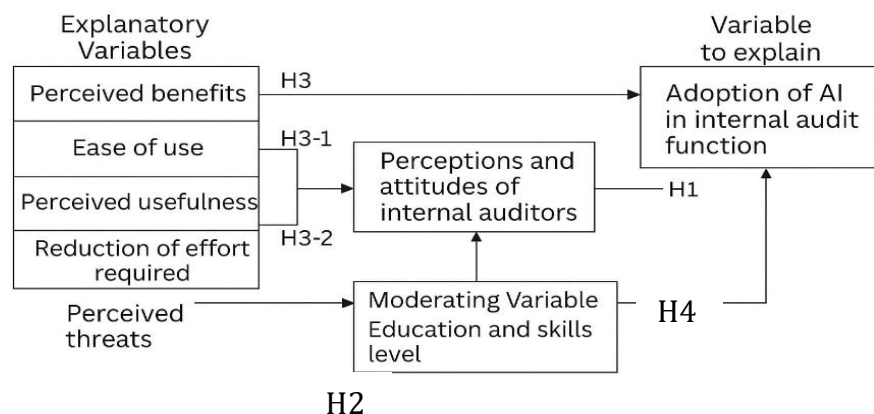 Explanatory
Variables
Variable
to explain
Perceived benefits
H3
Adoption of AI
in internal audit
function
Ease of use
H3-1
Perceptions and
attitudes of
internal auditors
H1
Perceived usefulness
H3-2
Reduction of effort
required
Perceived
threats
Moderating Variable
Education and skills
level
H4
H2